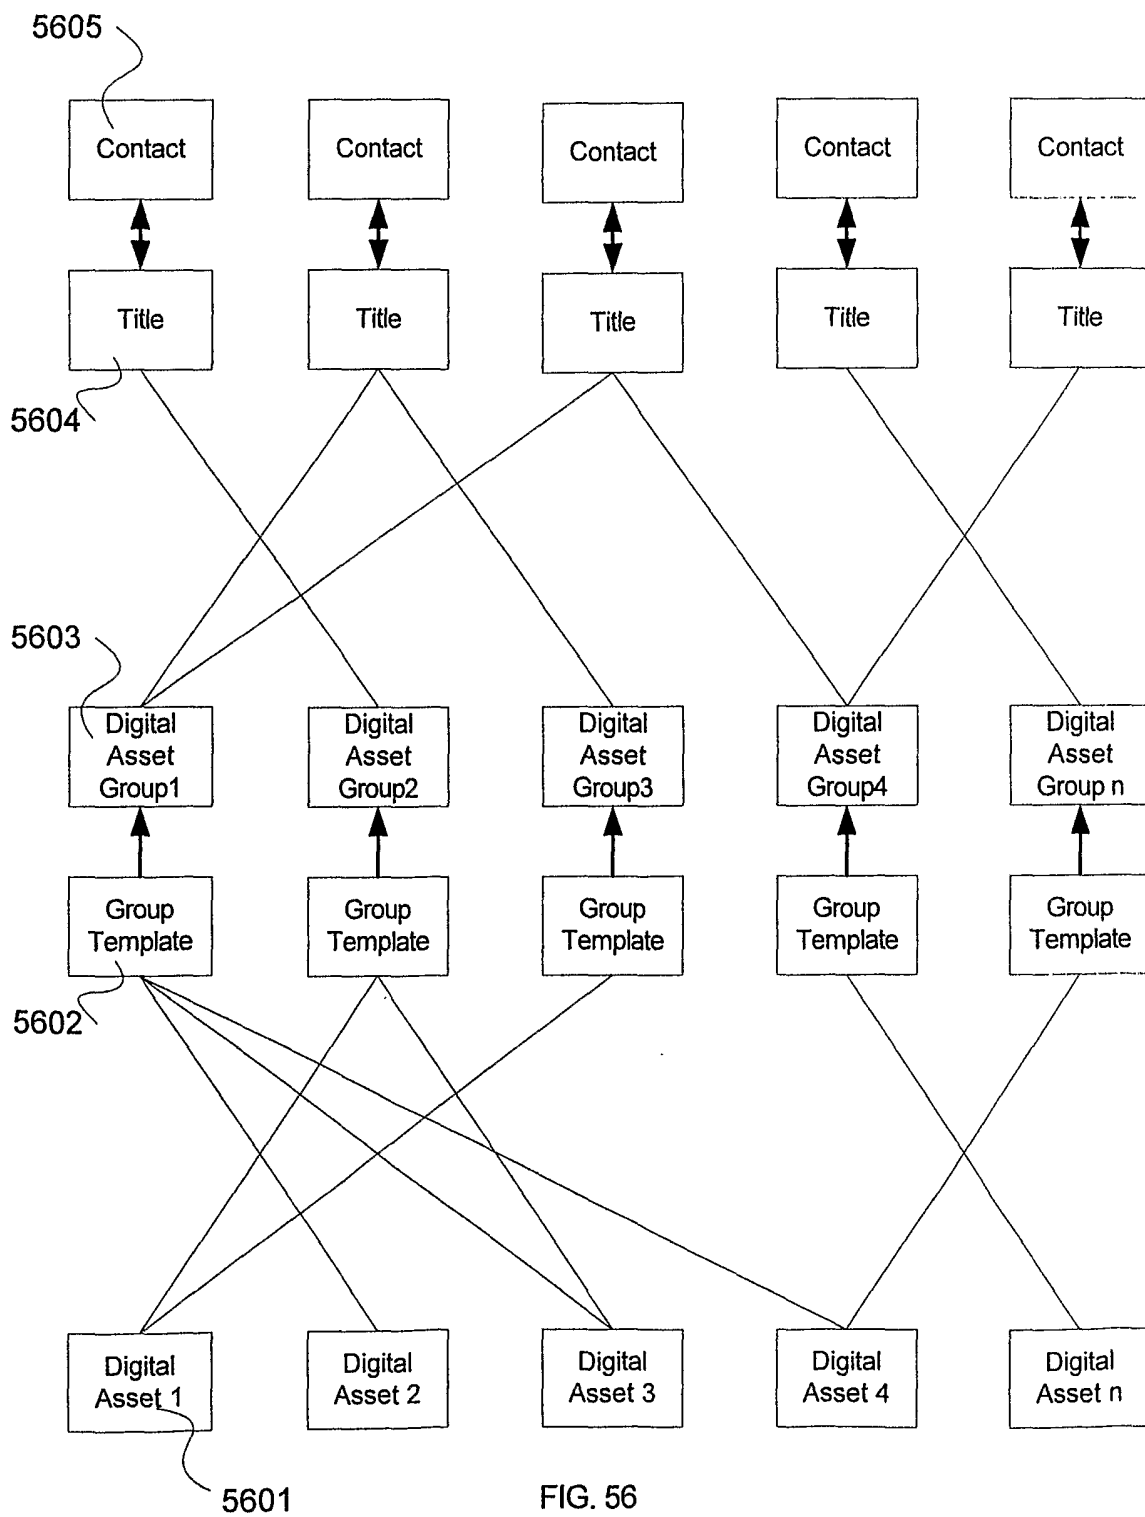 5605
Contact
Contact
Contact
Contact
Contact
Title
Title
Title
Title
Title
5604
5603
Digital
Asset
Group1
Digital
Asset
Group2
Digital
Asset
Group3
Digital
Asset
Group4
Digital
Asset
Group n
Group
Template
Group
Template
Group
Template
Group
Template
Group
Template
5602
Digital
Asset 1
Digital
Asset 2
Digital
Asset 3
Digital
Asset 4
Digital
Asset n
5601
FIG. 56